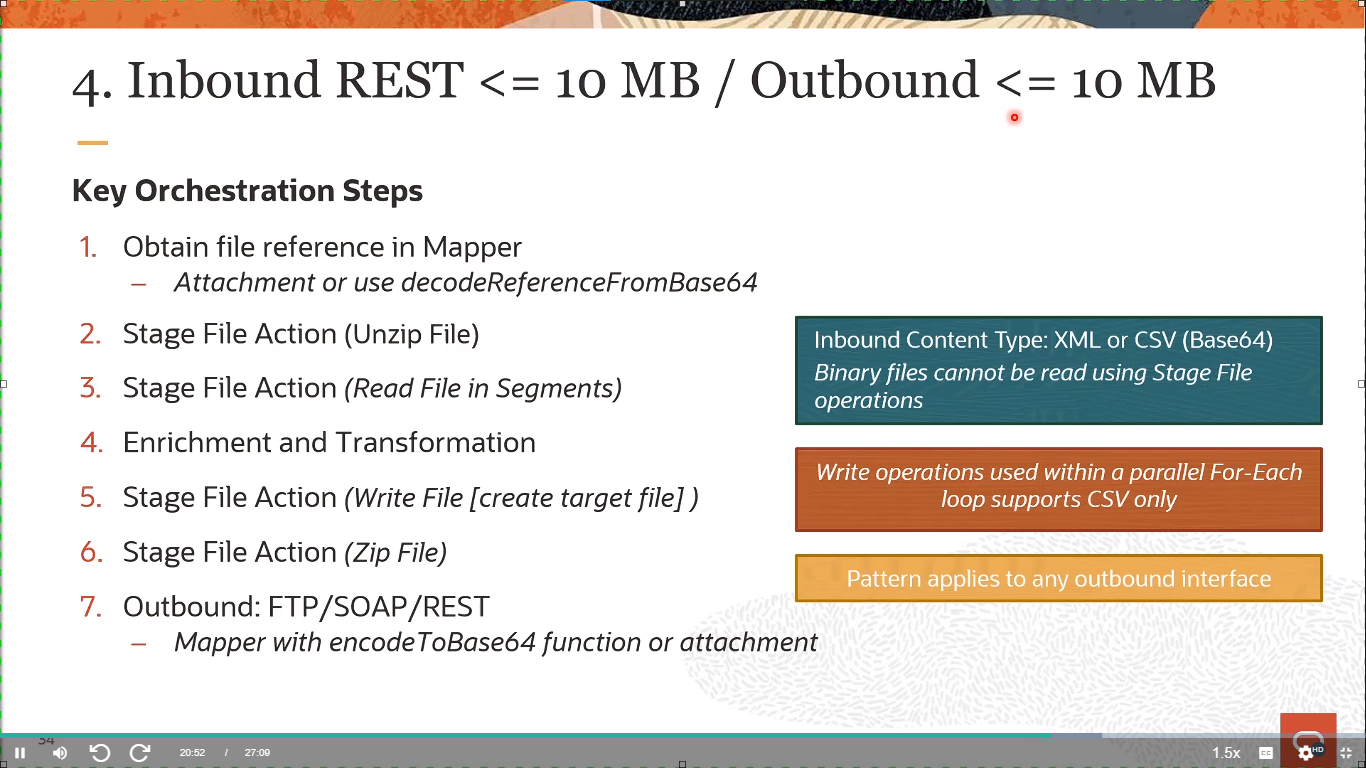 4. Inbound REST <= 10 MB / Outbound <= 10 MB
Key Orchestration Steps
1. Obtain file reference in Mapper
– Attachment or use decodeReferenceFromBase64
2. Stage File Action (Unzip File)
3. Stage File Action (Read File in Segments)
4. Enrichment and Transformation
5. Stage File Action (Write File [create target file] )
6. Stage File Action (Zip File)
7. Outbound: FTP/SOAP/REST
– Mapper with encodeToBase64 function or attachment
Inbound Content Type: XML or CSV (Base64)
Binary files cannot be read using Stage File
operations
Write operations used within a parallel For-Each
loop supports CSV only
Pattern applies to any outbound interface
34
20:52 / 27:09
1.5x
CC
HD